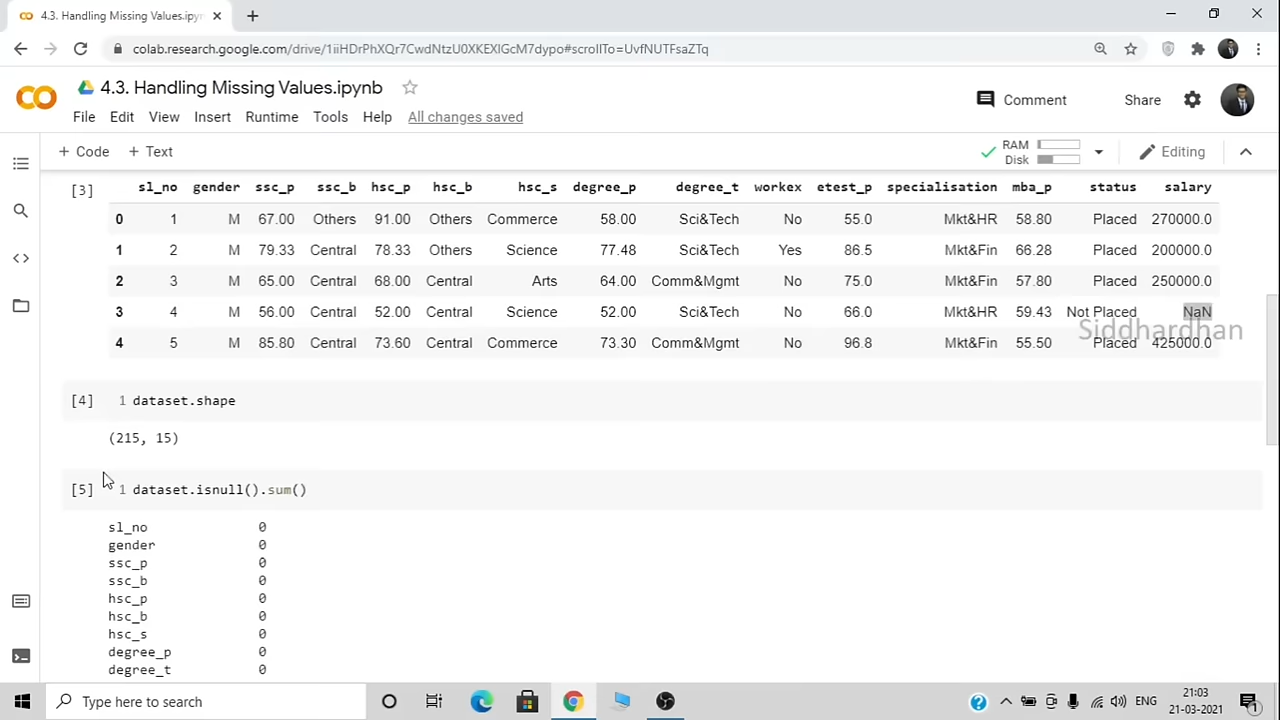 4.3. Handling Missing Values.ipyn
colab.research.google.com/drive/1iiHDrPhXQr7CwdNtzU0XKEXlGcM7dypo#scrollTo=UvfNUTFsaZTq
4.3. Handling Missing Values.ipynb
Comment
Share
File Edit View Insert Runtime Tools Help All changes saved
+ Code + Text
RAM
Disk
Editing
[3]
sl_no gender ssc_p ssc_b hsc_p hsc_b hsc_s degree_p degree_t workex etest_p specialisation mba_p status salary
0 1 M 67.00 Others 91.00 Others Commerce 58.00 Sci&Tech No 55.0 Mkt&HR 58.80 Placed 270000.0
1 2 M 79.33 Central 78.33 Others Science 77.48 Sci&Tech Yes 86.5 Mkt&Fin 66.28 Placed 200000.0
2 3 M 65.00 Central 68.00 Central Arts 64.00 Comm&Mgmt No 75.0 Mkt&Fin 57.80 Placed 250000.0
3 4 M 56.00 Central 52.00 Central Science 52.00 Sci&Tech No 66.0 Mkt&HR 59.43 Not Placed NaN
Siddhardhan
4 5 M 85.80 Central 73.60 Central Commerce 73.30 Comm&Mgmt No 96.8 Mkt&Fin 55.50 Placed 425000.0
[4] 1 dataset.shape
(215, 15)
[5] 1 dataset.isnull().sum()
sl_no 0
gender 0
ssc_p 0
ssc_b 0
hsc_p 0
hsc_b 0
hsc_s 0
degree_p 0
degree_t 0
Type here to search
ENG
21:03
21-03-2021